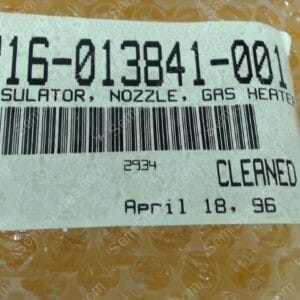 716-013841-001
SULATOR, NOZZLE, GAS HEATE
2934
CLEANED
April 18, 96